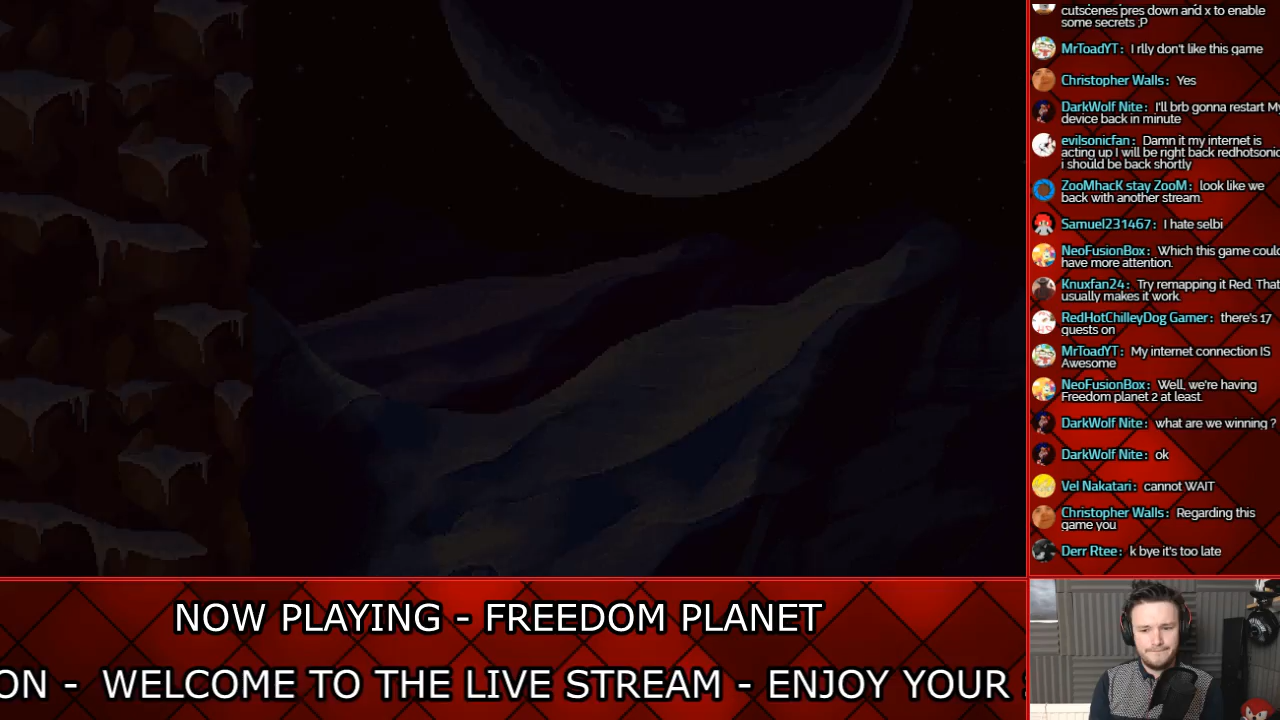 cutscenes pres down and x to enable
some secrets ;P
MrToadYT: I rlly don't like this game
Christopher Walls: Yes
DarkWolf Nite: I'll brb gonna restart My
device back in minute
evilsonicfan: Damn it my internet is
acting up I will be right back redhotsonic
i should be back shortly
ZooMhacK stay ZooM: look like we
back with another stream.
Samuel231467: I hate selbi
NeoFusionBox: Which this game could
have more attention.
Knuxfan24: Try remapping it Red. That
usually makes it work.
RedHotChilleyDog Gamer: there's 17
guests on
MrToadYT: My internet connection IS
Awesome
NeoFusionBox: Well, we're having
Freedom planet 2 at least.
DarkWolf Nite: what are we winning ?
DarkWolf Nite: ok
Vel Nakatari: cannot WAIT
Christopher Walls: Regarding this
game you
Derr Rtee: k bye it's too late
NOW PLAYING - FREEDOM PLANET
ON - WELCOME TO THE LIVE STREAM - ENJOY YOUR